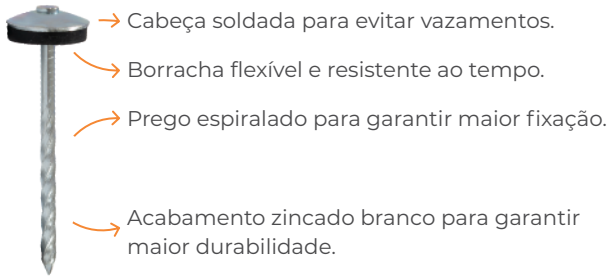 Cabeça soldada para evitar vazamentos.
Borracha flexível e resistente ao tempo.
Prego espiralado para garantir maior fixação.
Acabamento zincado branco para garantir
maior durabilidade.